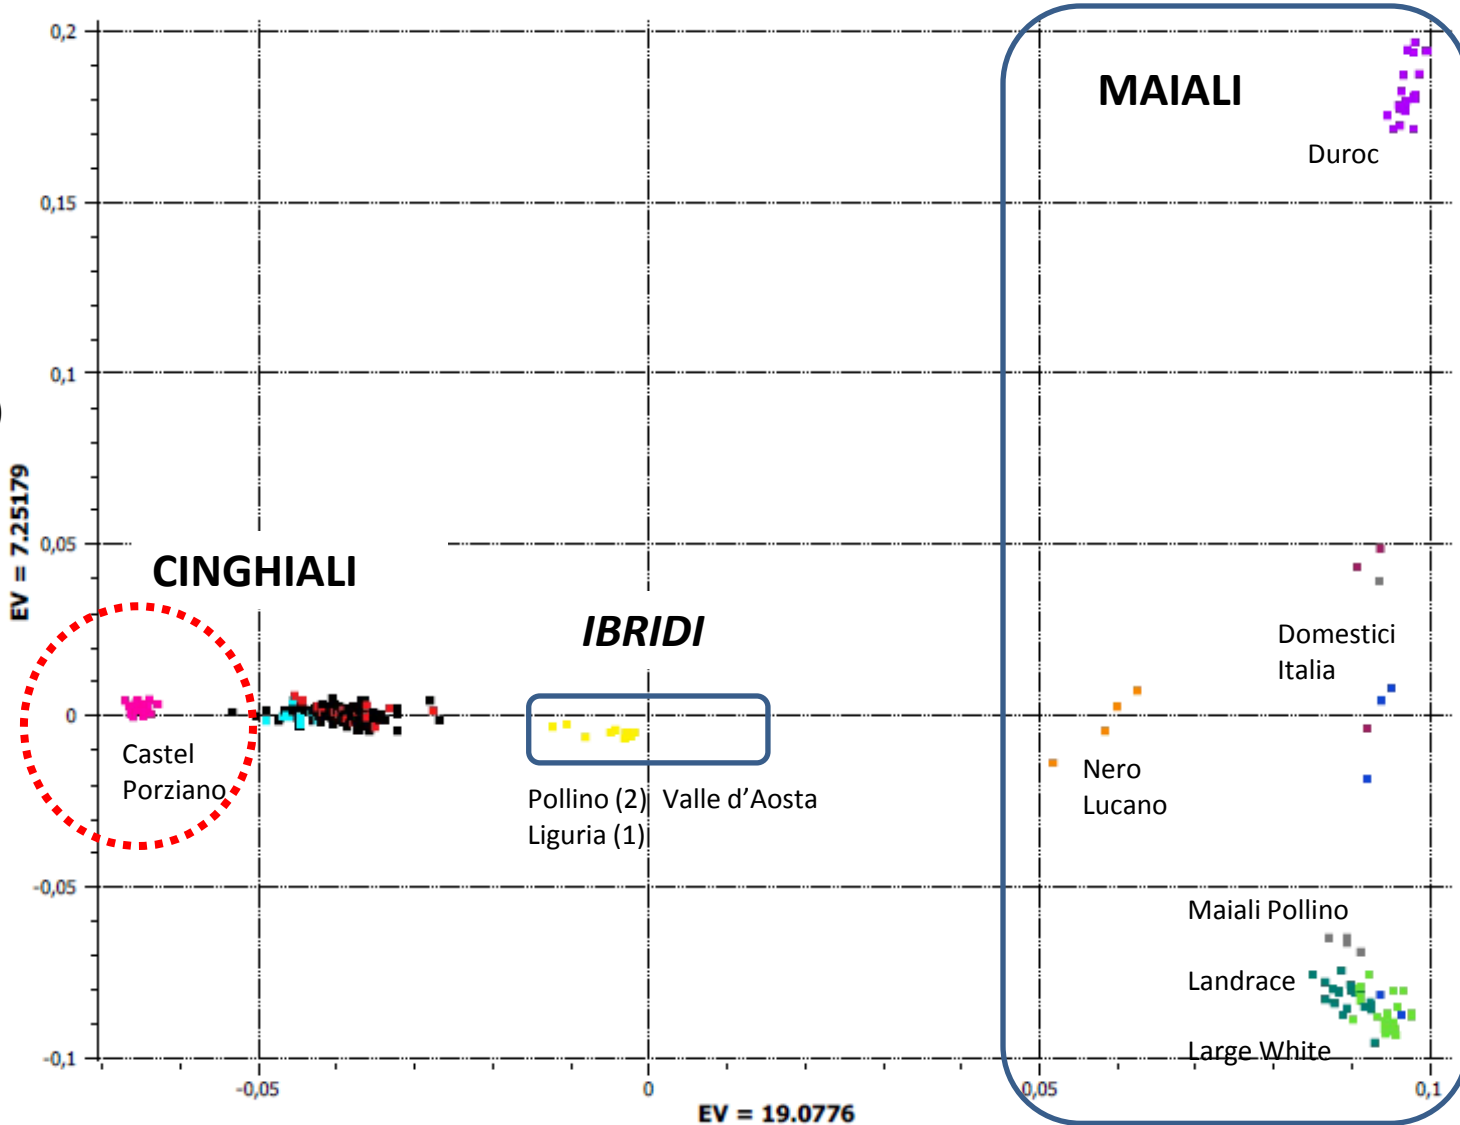 0,2
MAIALI
Duroc
0,15
0,1
)
EV = 7.25179
0,05
CINGHIALI
IBRIDI
Domestici
Italia
0
Castel
Porziano
Nero
Lucano
Pollino (2) Valle d'Aosta
Liguria (1)
-0,05
Maiali Pollino
Landrace
Large White
-0,1
-0,05
0
0,05
0,1
EV = 19.0776